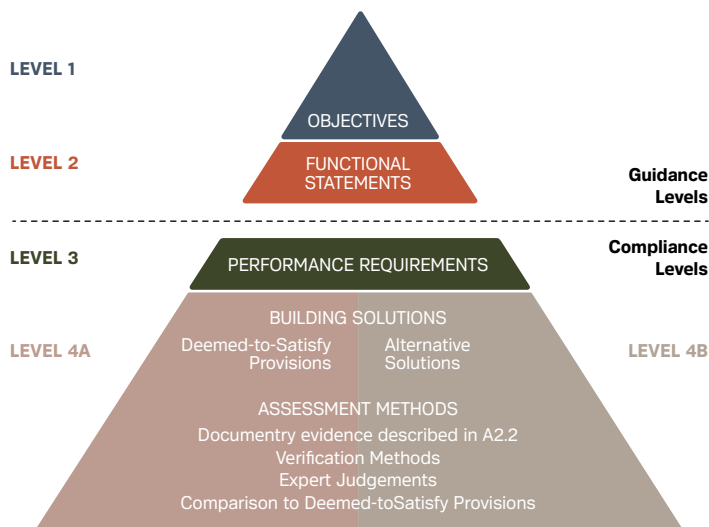 LEVEL 1
OBJECTIVES
LEVEL 2
FUNCTIONAL
STATEMENTS
Guidance
Levels
Compliance
Levels
LEVEL 3
PERFORMANCE REQUIREMENTS
BUILDING SOLUTIONS
LEVEL 4A
Deemed-to-Satisfy
Provisions
Alternative
Solutions
LEVEL 4B
ASSESSMENT METHODS
Documentry evidence described in A2.2
Verification Methods
Expert Judgements
Comparison to Deemed-toSatisfy Provisions